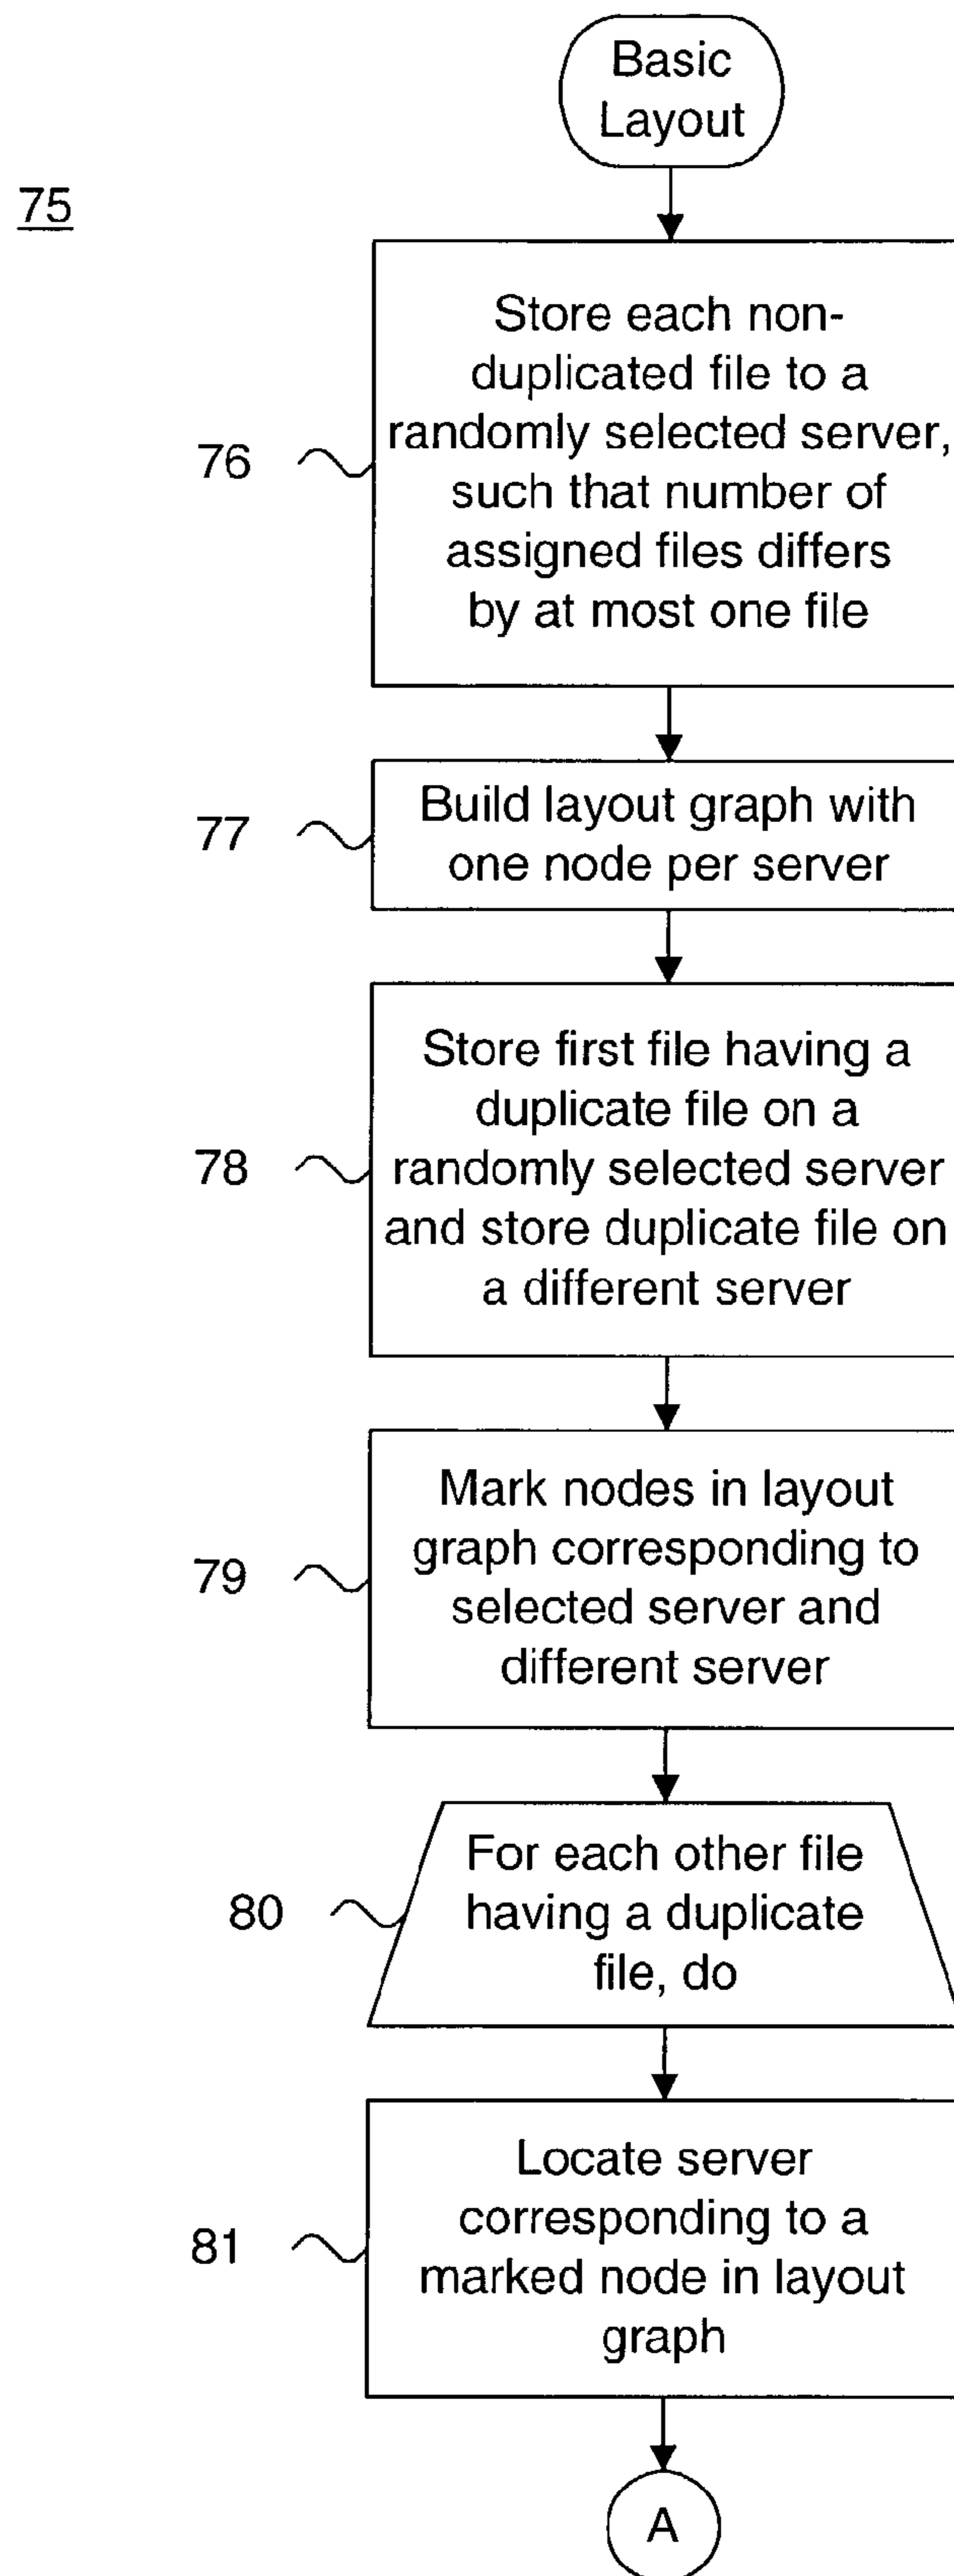 Basic
Layout
75
Store each non-
duplicated file to a
randomly selected server,
such that number of
assigned files differs
by at most one file
76
Build layout graph with
one node per server
77
Store first file having a
duplicate file on a
randomly selected server
and store duplicate file on
a different server
78
Mark nodes in layout
graph corresponding to
selected server and
different server
79
For each other file
having a duplicate
file, do
80
Locate server
corresponding to a
marked node in layout
graph
81
A